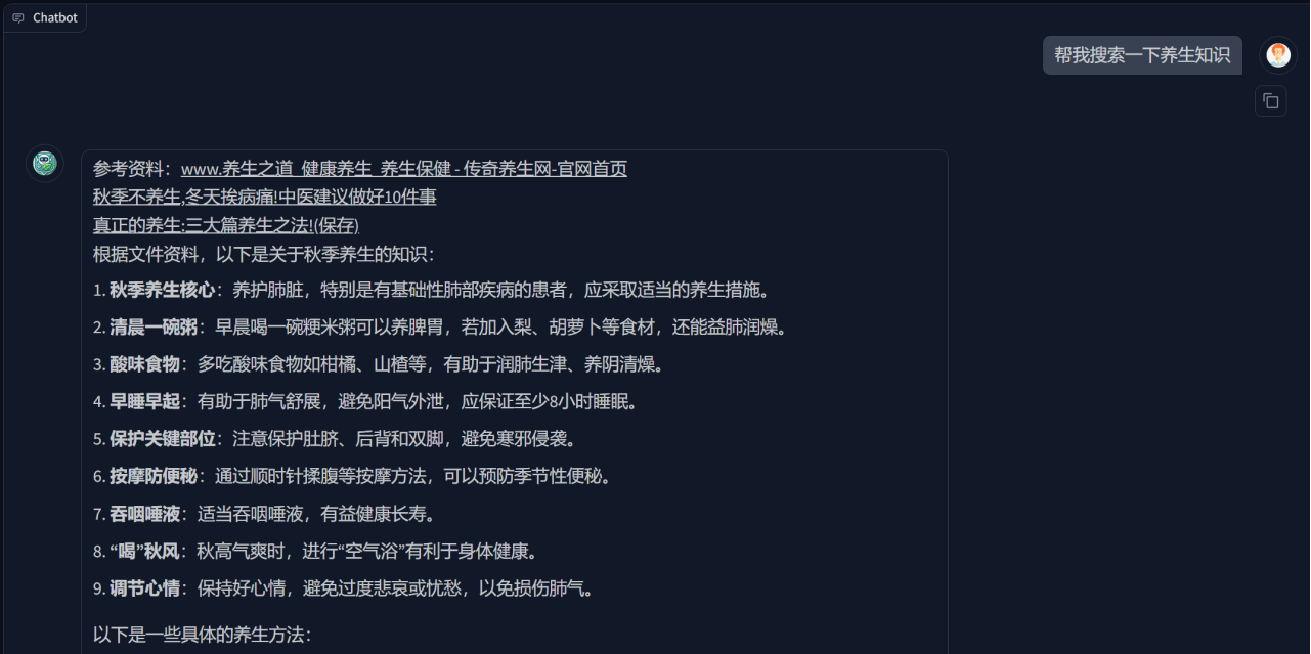 Chatbot
帮我搜索一下养生知识
参考资料：www.养生之道_健康养生_养生保健 - 传奇养生网-官网首页
秋季不养生,冬天挨病痛!中医建议做好10件事
真正的养生:三大篇养生之法!(保存)
根据文件资料，以下是关于秋季养生的知识：
1. 秋季养生核心：养护肺脏，特别是有基础性肺部疾病的患者，应采取适当的养生措施。
2. 清晨一碗粥：早晨喝一碗粳米粥可以养脾胃，若加入梨、胡萝卜等食材，还能益肺润燥。
3. 酸味食物：多吃酸味食物如柑橘、山楂等，有助于润肺生津、养阴清燥。
4. 早睡早起：有助于肺气舒展，避免阳气外泄，应保证至少8小时睡眠。
5. 保护关键部位：注意保护肚脐、后背和双脚，避免寒邪侵袭。
6. 按摩防便秘：通过顺时针揉腹等按摩方法，可以预防季节性便秘。
7. 吞咽唾液：适当吞咽唾液，有益健康长寿。
8. “喝”秋风：秋高气爽时，进行“空气浴”有利于身体健康。
9. 调节心情：保持好心情，避免过度悲哀或忧愁，以免损伤肺气。
以下是一些具体的养生方法：